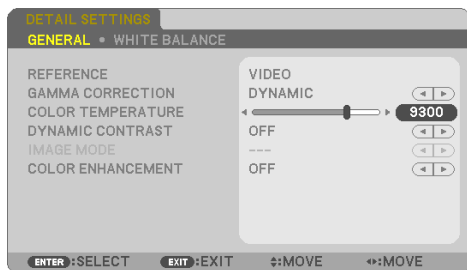 DETAIL SETTINGS
GENERAL • WHITE BALANCE
REFERENCE VIDEO
GAMMA CORRECTION DYNAMIC
COLOR TEMPERATURE 9300
DYNAMIC CONTRAST OFF
IMAGE MODE ---
COLOR ENHANCEMENT OFF
ENTER :SELECT EXIT :EXIT :MOVE :MOVE